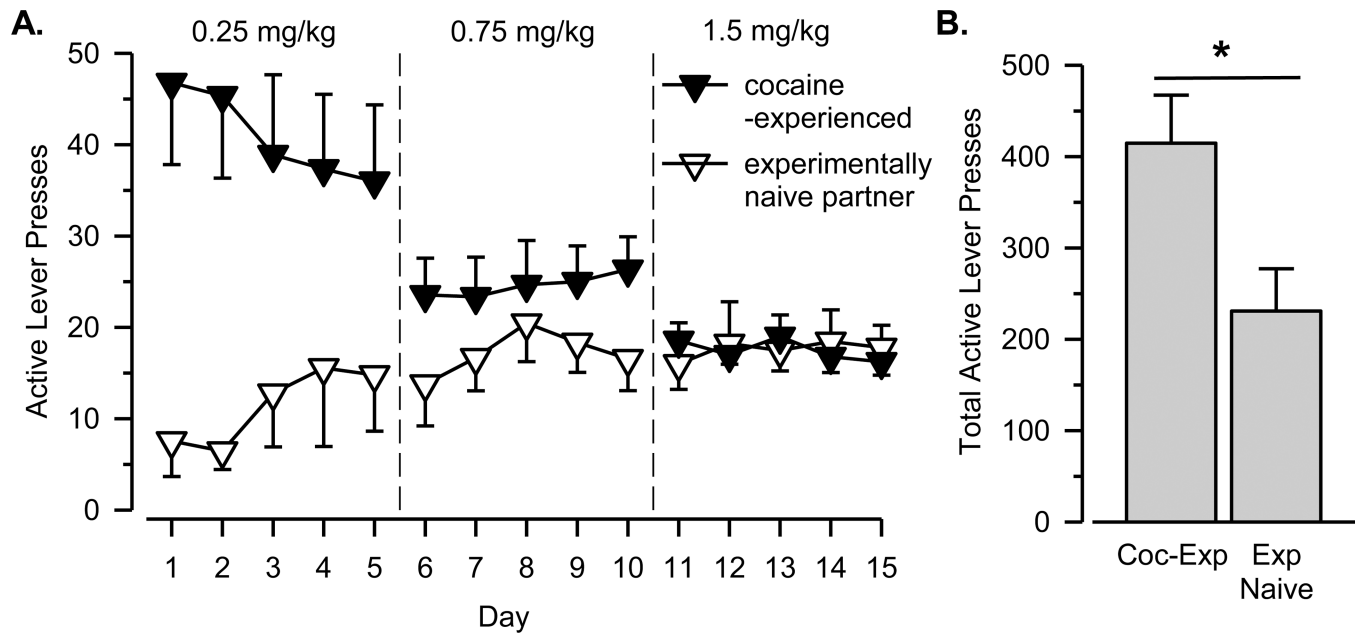 A.
0.25 mg/kg
0.75 mg/kg
1.5 mg/kg
50
40
30
20
10
0
Active Lever Presses
cocaine
-experienced
experimentally
naive partner
1 2 3 4 5 6 7 8 9 10 11 12 13 14 15
Day
B.
*
500
400
300
200
100
0
Total Active Lever Presses
Coc-Exp
Exp
Naive